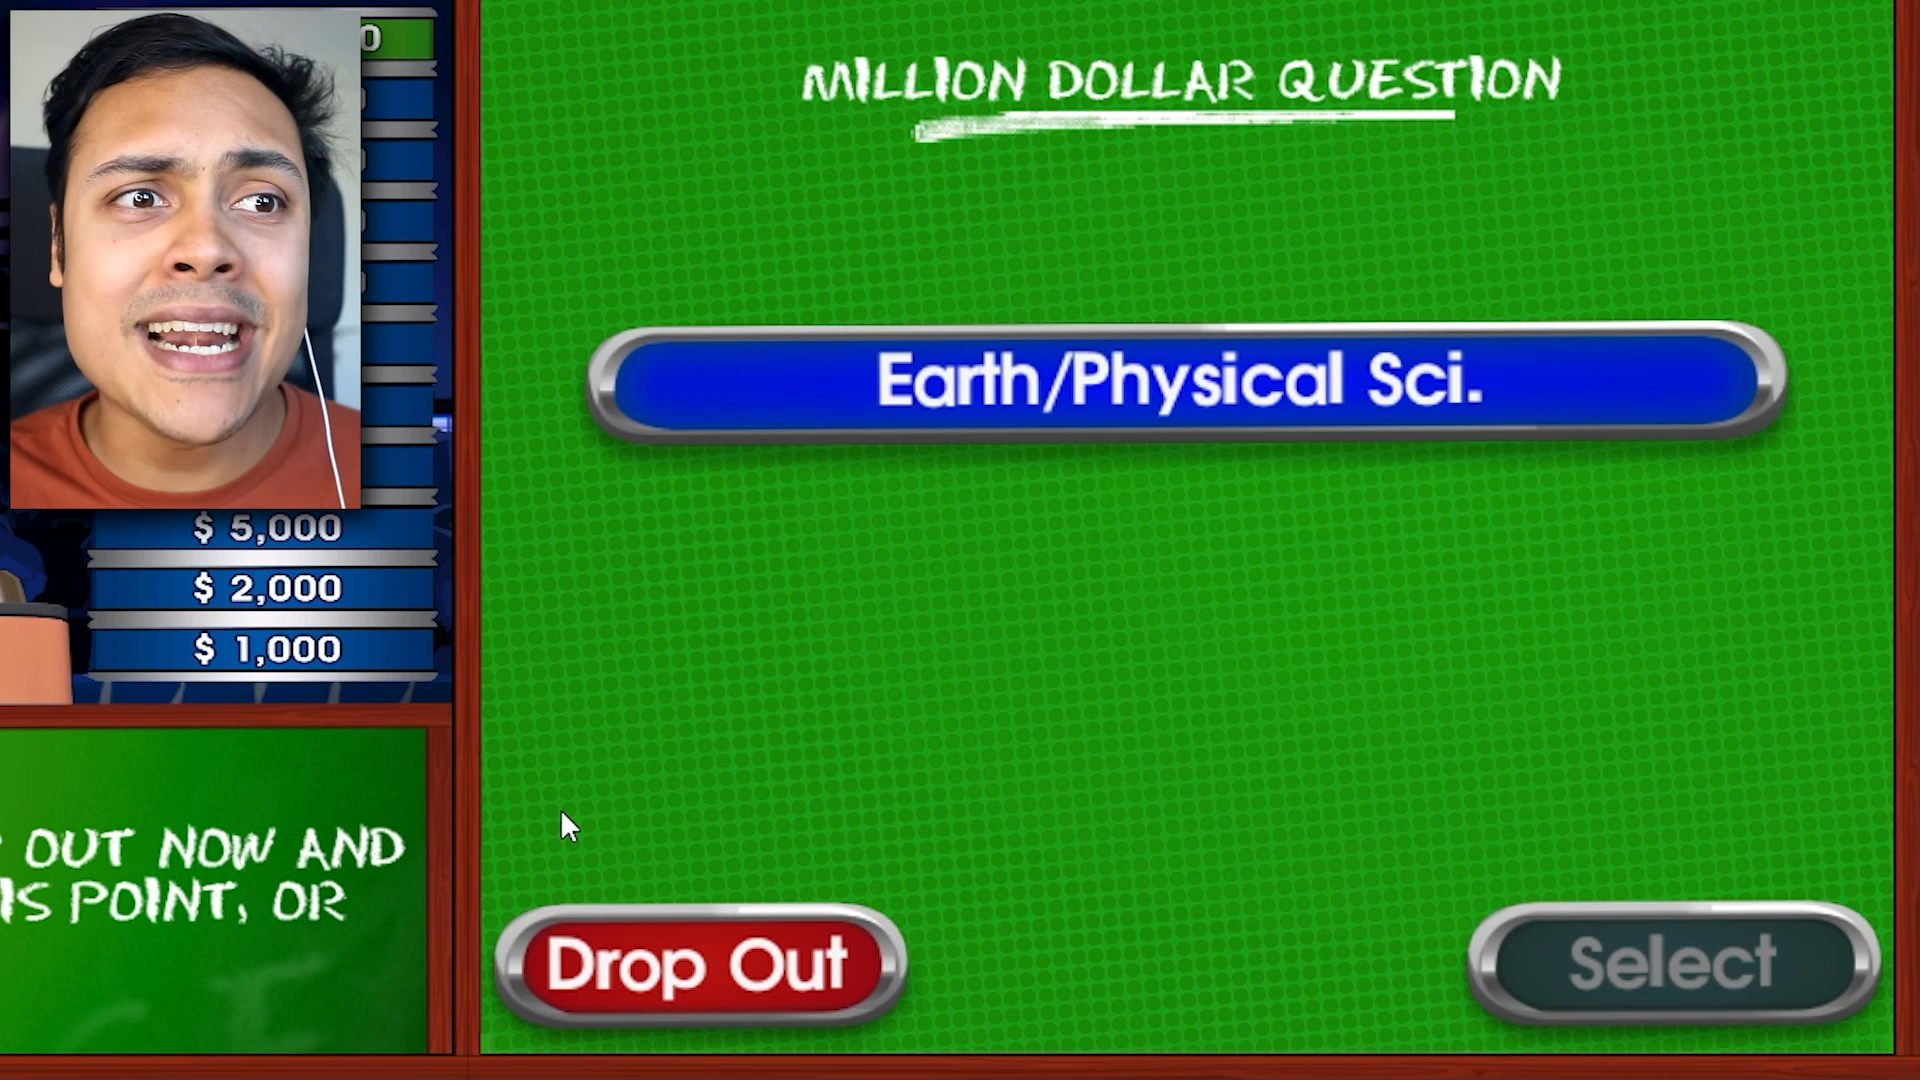 0
MILLION DOLLAR QUESTION
Earth/Physical Sci.
$ 5,000
$ 2,000
$ 1,000
OUT NOW AND
IS POINT, OR
Drop Out
Select